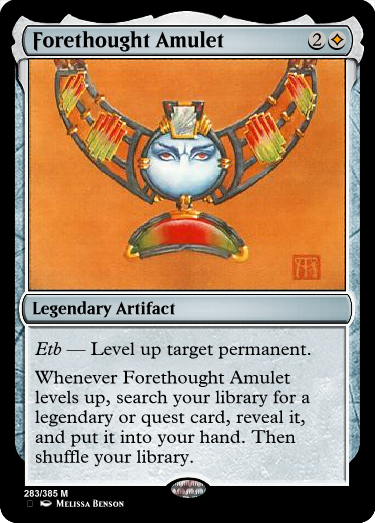 Forethought Amulet 2
Legendary Artifact
Etb — Level up target permanent.
Whenever Forethought Amulet
levels up, search your library for a
legendary or quest card, reveal it,
and put it into your hand. Then
shuffle your library.
283/385 M
Melissa Benson